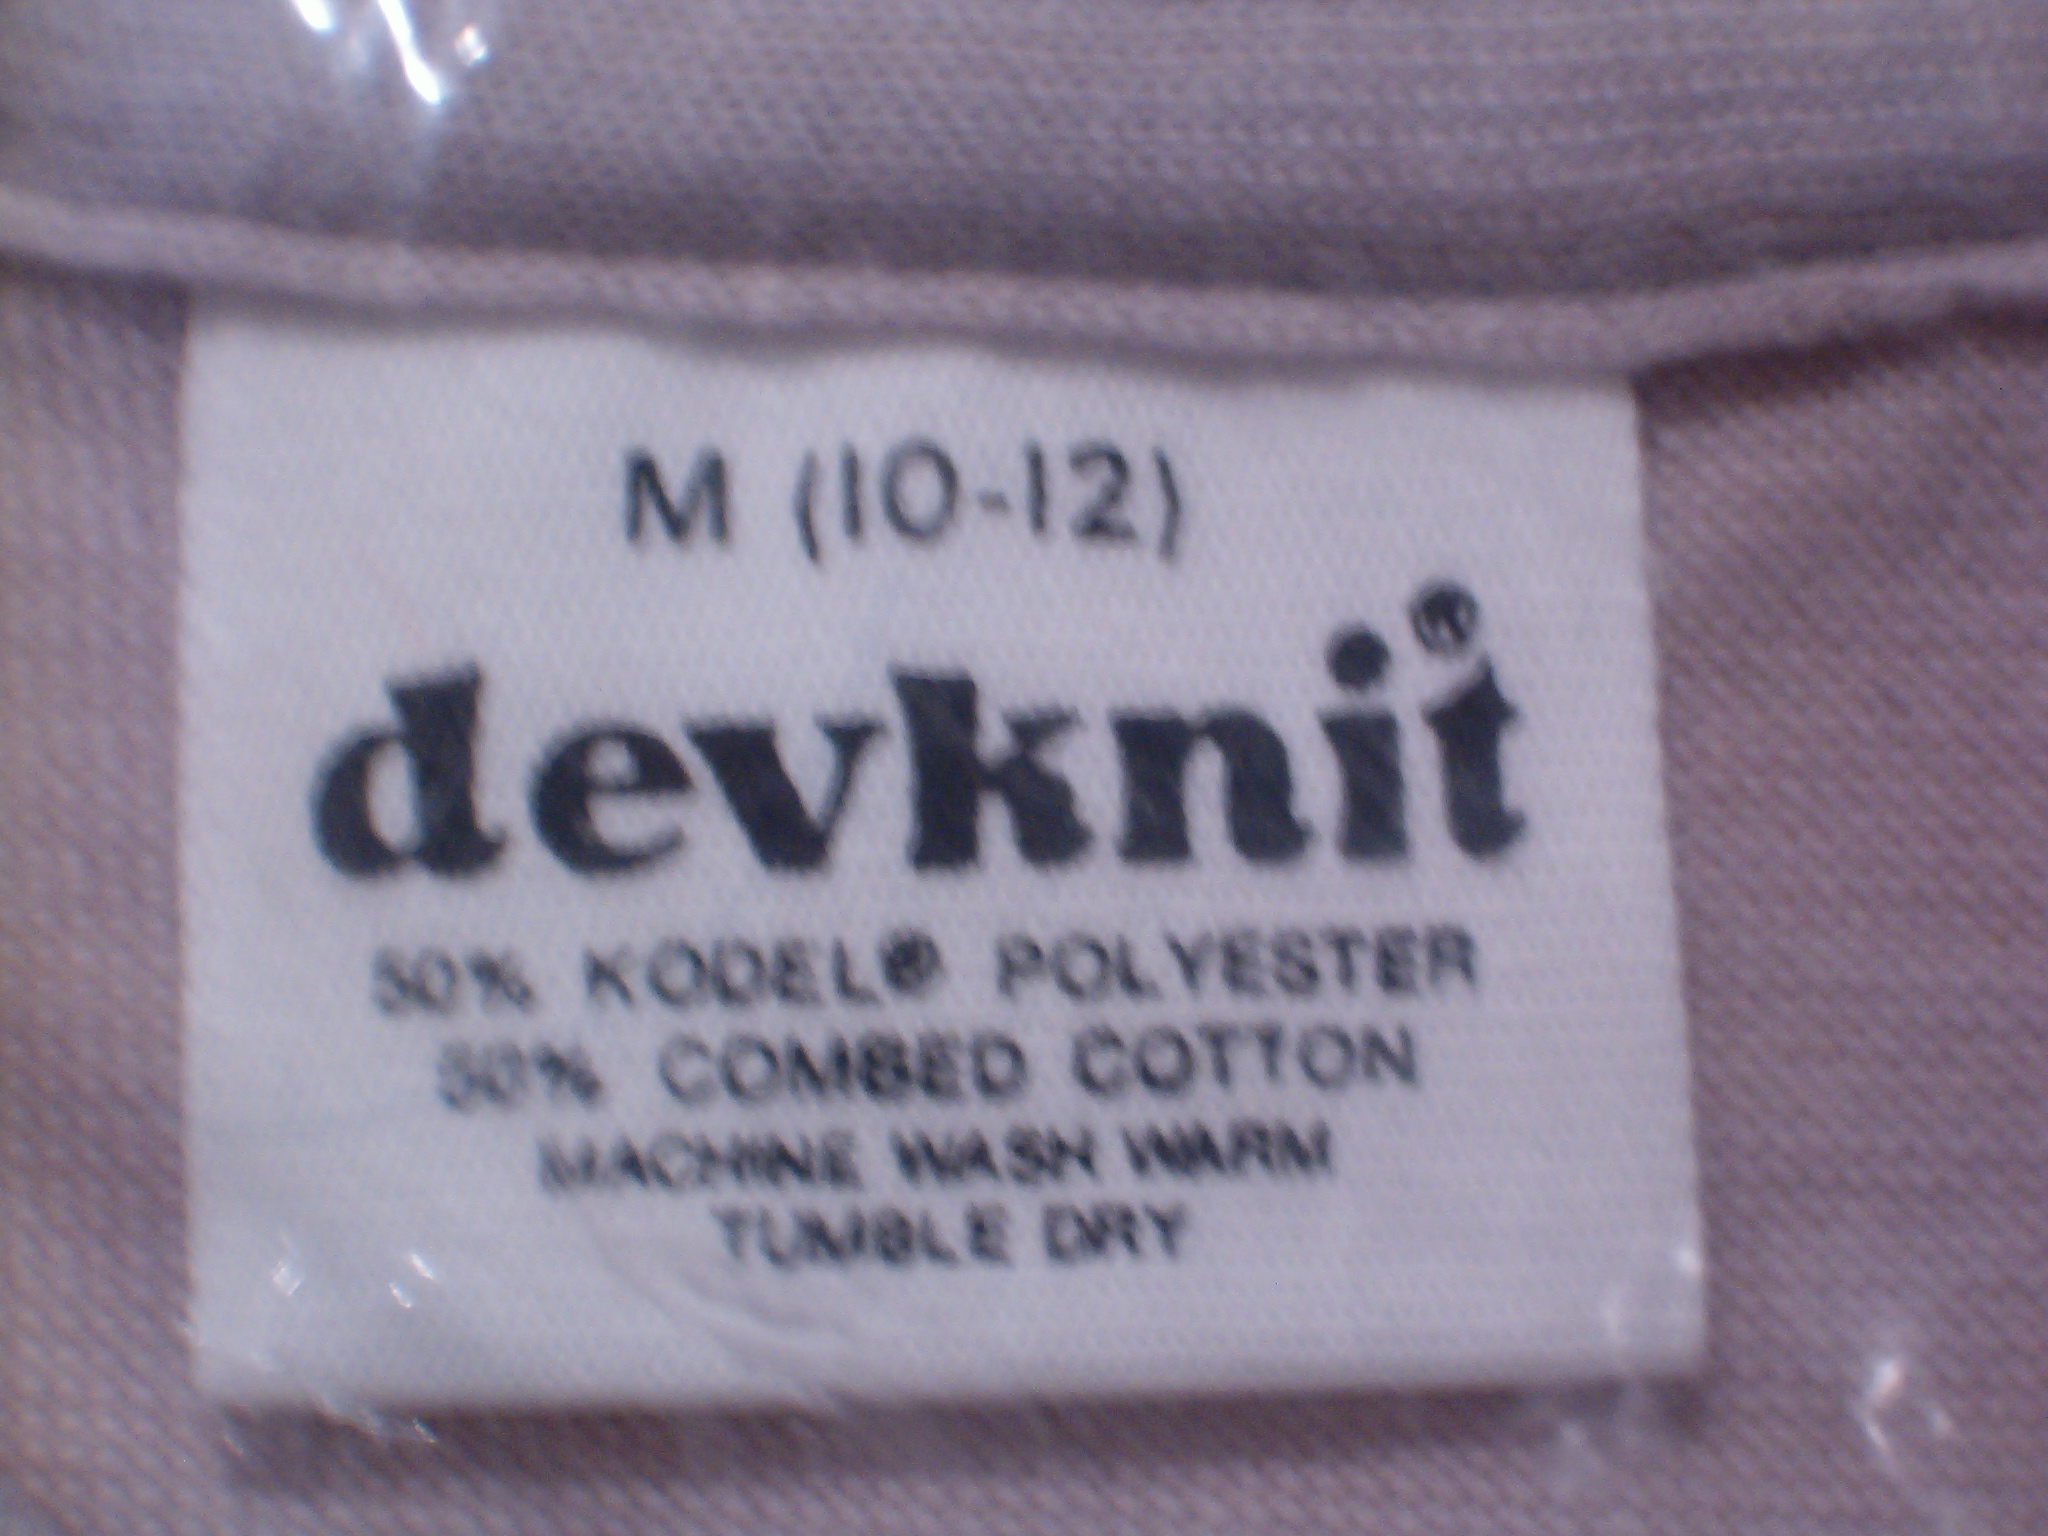 M (10-12)
devknit®
50% KODEL® POLYESTER
50% COMBED COTTON
MACHINE WASH WARM
TUMBLE DRY